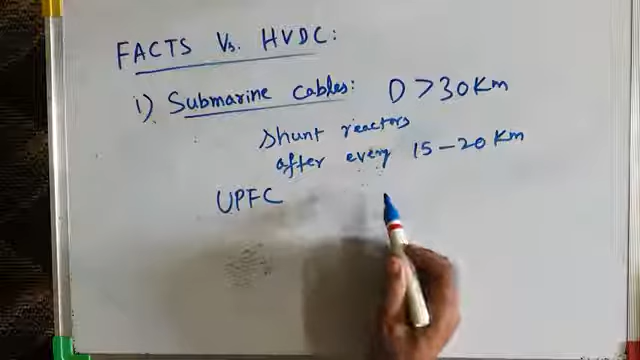 FACTS Vs. HVDC:
i) Submarine cables: D > 30 Km
Shunt reactors
after every 15-20 Km
UPFC